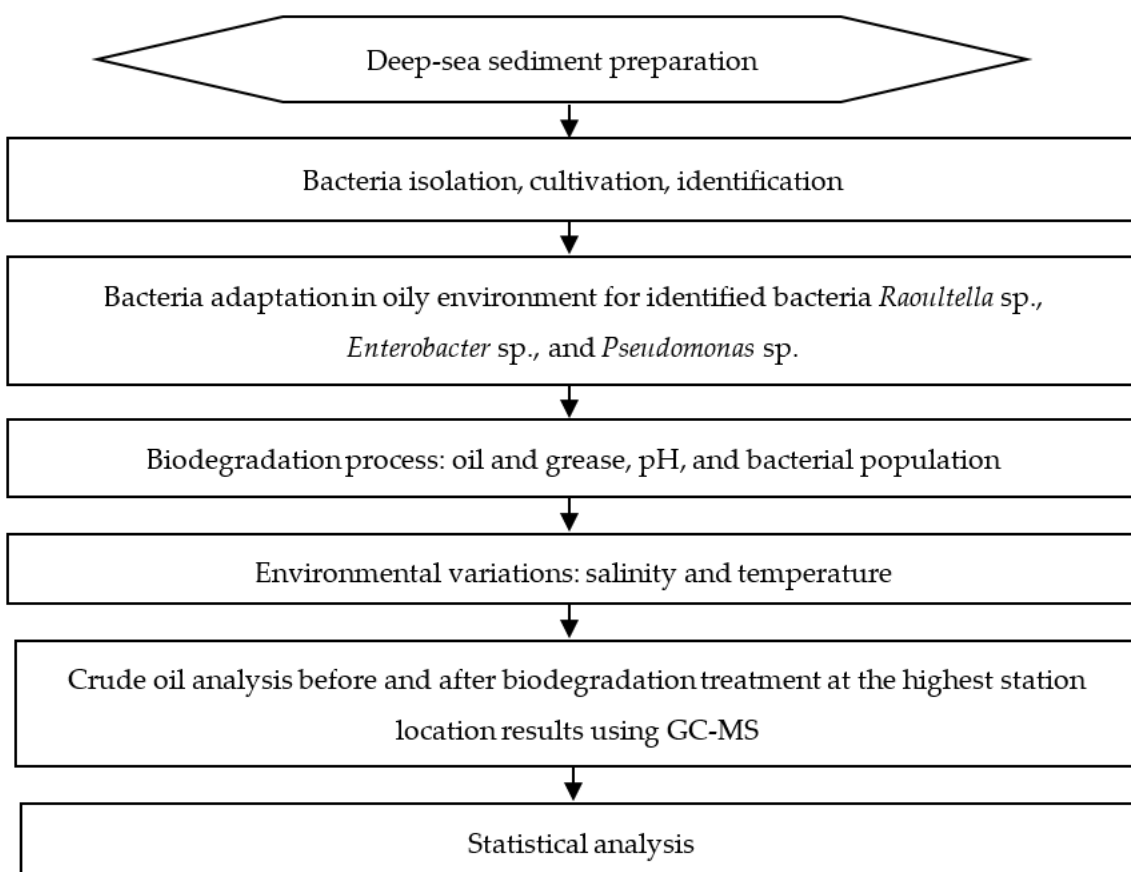 Deep-sea sediment preparation
Bacteria isolation, cultivation, identification
Bacteria adaptation in oily environment for identified bacteria Raoultella sp.,
Enterobacter sp., and Pseudomonas sp.
Biodegradation process: oil and grease, pH, and bacterial population
Environmental variations: salinity and temperature
Crude oil analysis before and after biodegradation treatment at the highest station
location results using GC-MS
Statistical analysis